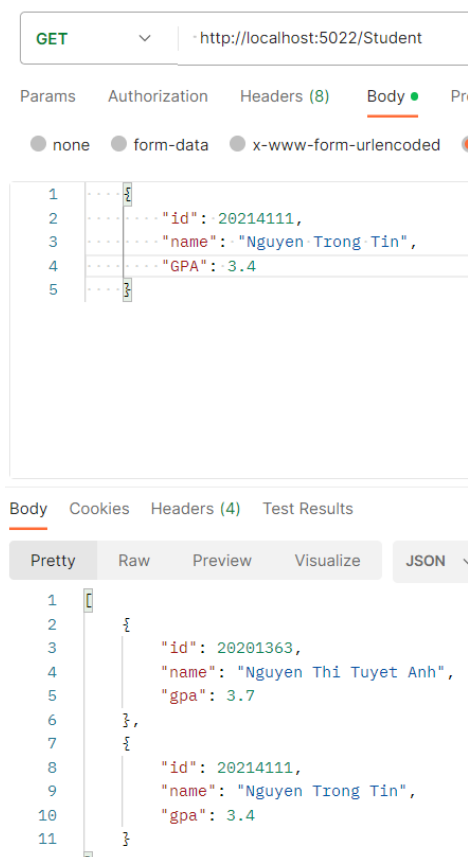 GET http://localhost:5022/Student
Params Authorization Headers (8) Body Pr
none form-data x-www-form-urlencoded
1 {
2 "id": 20214111,
3 "name": "Nguyen Trong Tin",
4 "GPA": 3.4
5 }
Body Cookies Headers (4) Test Results
Pretty Raw Preview Visualize JSON
1 [
2 {
3 "id": 20201363,
4 "name": "Nguyen Thi Tuyet Anh",
5 "gpa": 3.7
6 },
7 {
8 "id": 20214111,
9 "name": "Nguyen Trong Tin",
10 "gpa": 3.4
11 }